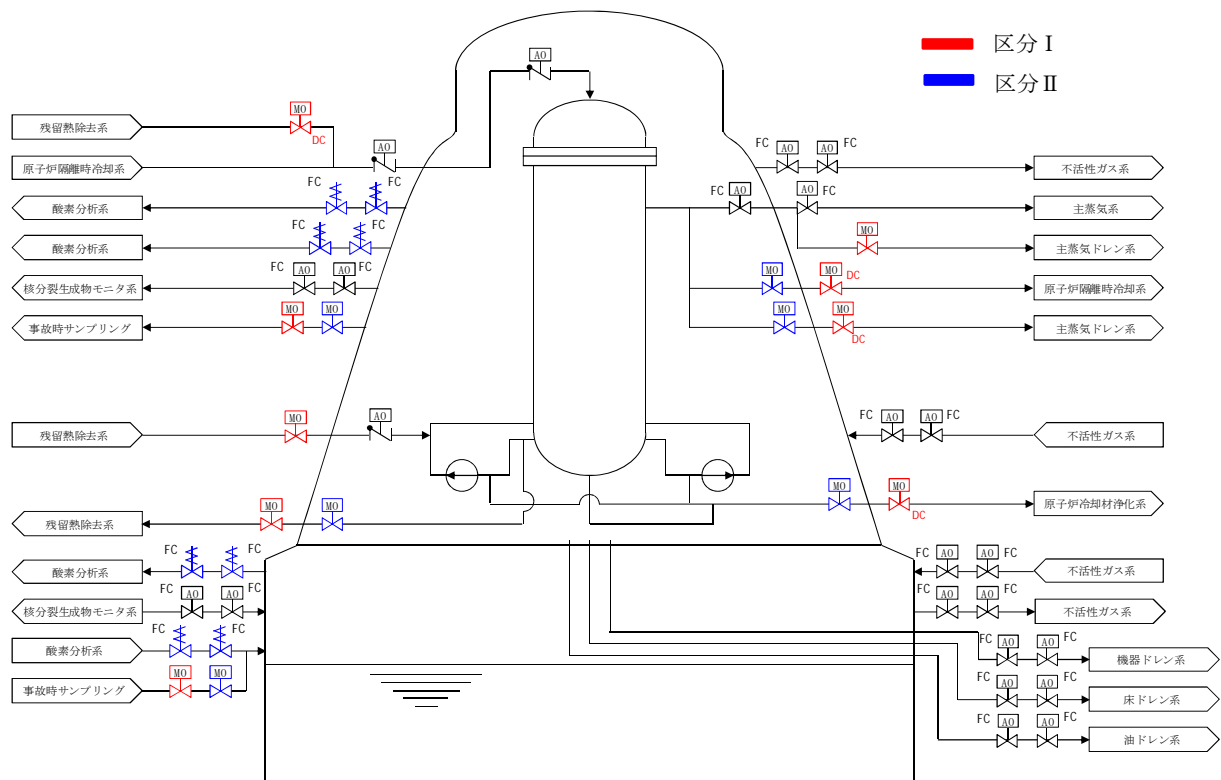 区分Ⅰ
区分Ⅱ
AO
MO
残留熱除去系
DC
AO
原子炉隔離時冷却系
FC
FC
酸素分析系
FC
FC
酸素分析系
FC
AO
AO
FC
核分裂生成物モニタ系
MO
MO
事故時サンプリング
MO
AO
残留熱除去系
MO
MO
残留熱除去系
FC
FC
酸素分析系
FC
AO
AO
FC
核分裂生成物モニタ系
FC
FC
酸素分析系
MO
MO
事故時サンプリング
FC
AO
AO
FC
不活性ガス系
FC
AO
AO
FC
主蒸気系
MO
主蒸気ドレン系
MO
MO
DC
原子炉隔離時冷却系
MO
MO
DC
主蒸気ドレン系
FC
AO
AO
FC
不活性ガス系
MO
MO
DC
原子炉冷却材浄化系
FC
AO
AO
FC
不活性ガス系
FC
AO
AO
FC
不活性ガス系
FC
AO
AO
FC
機器ドレン系
FC
AO
AO
FC
床ドレン系
FC
AO
AO
FC
油ドレン系